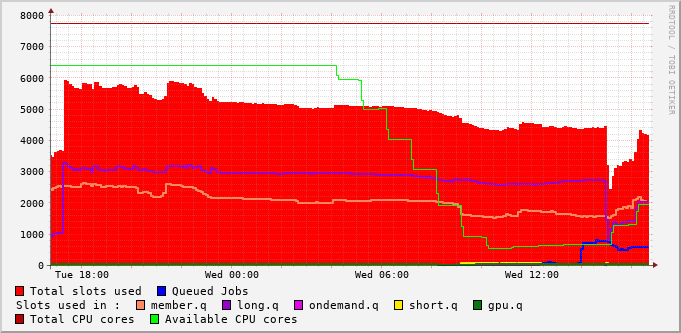 8000
7000
6000
5000
4000
3000
2000
1000
0
Tue 18:00 Wed 00:00 Wed 06:00 Wed 12:00
RRDTOOL / TOBI OETIKER
Total slots used Queued Jobs
Slots used in : member.q long.q ondemand.q short.q gpu.q
Total CPU cores Available CPU cores